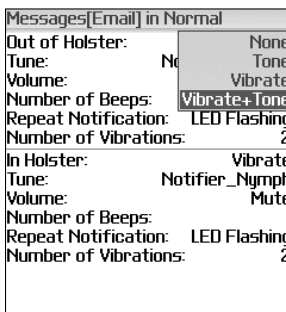 Messages[Email] in Normal
Out of Holster: None
Tune: Tone
Volume: Vibrate
Number of Beeps: Vibrate+Tone
Repeat Notification: LED Flashing
Number of Vibrations: 2
In Holster: Vibrate
Tune: Notifier_Nymph
Volume: Mute
Number of Beeps:
Repeat Notification: LED Flashing
Number of Vibrations: 2